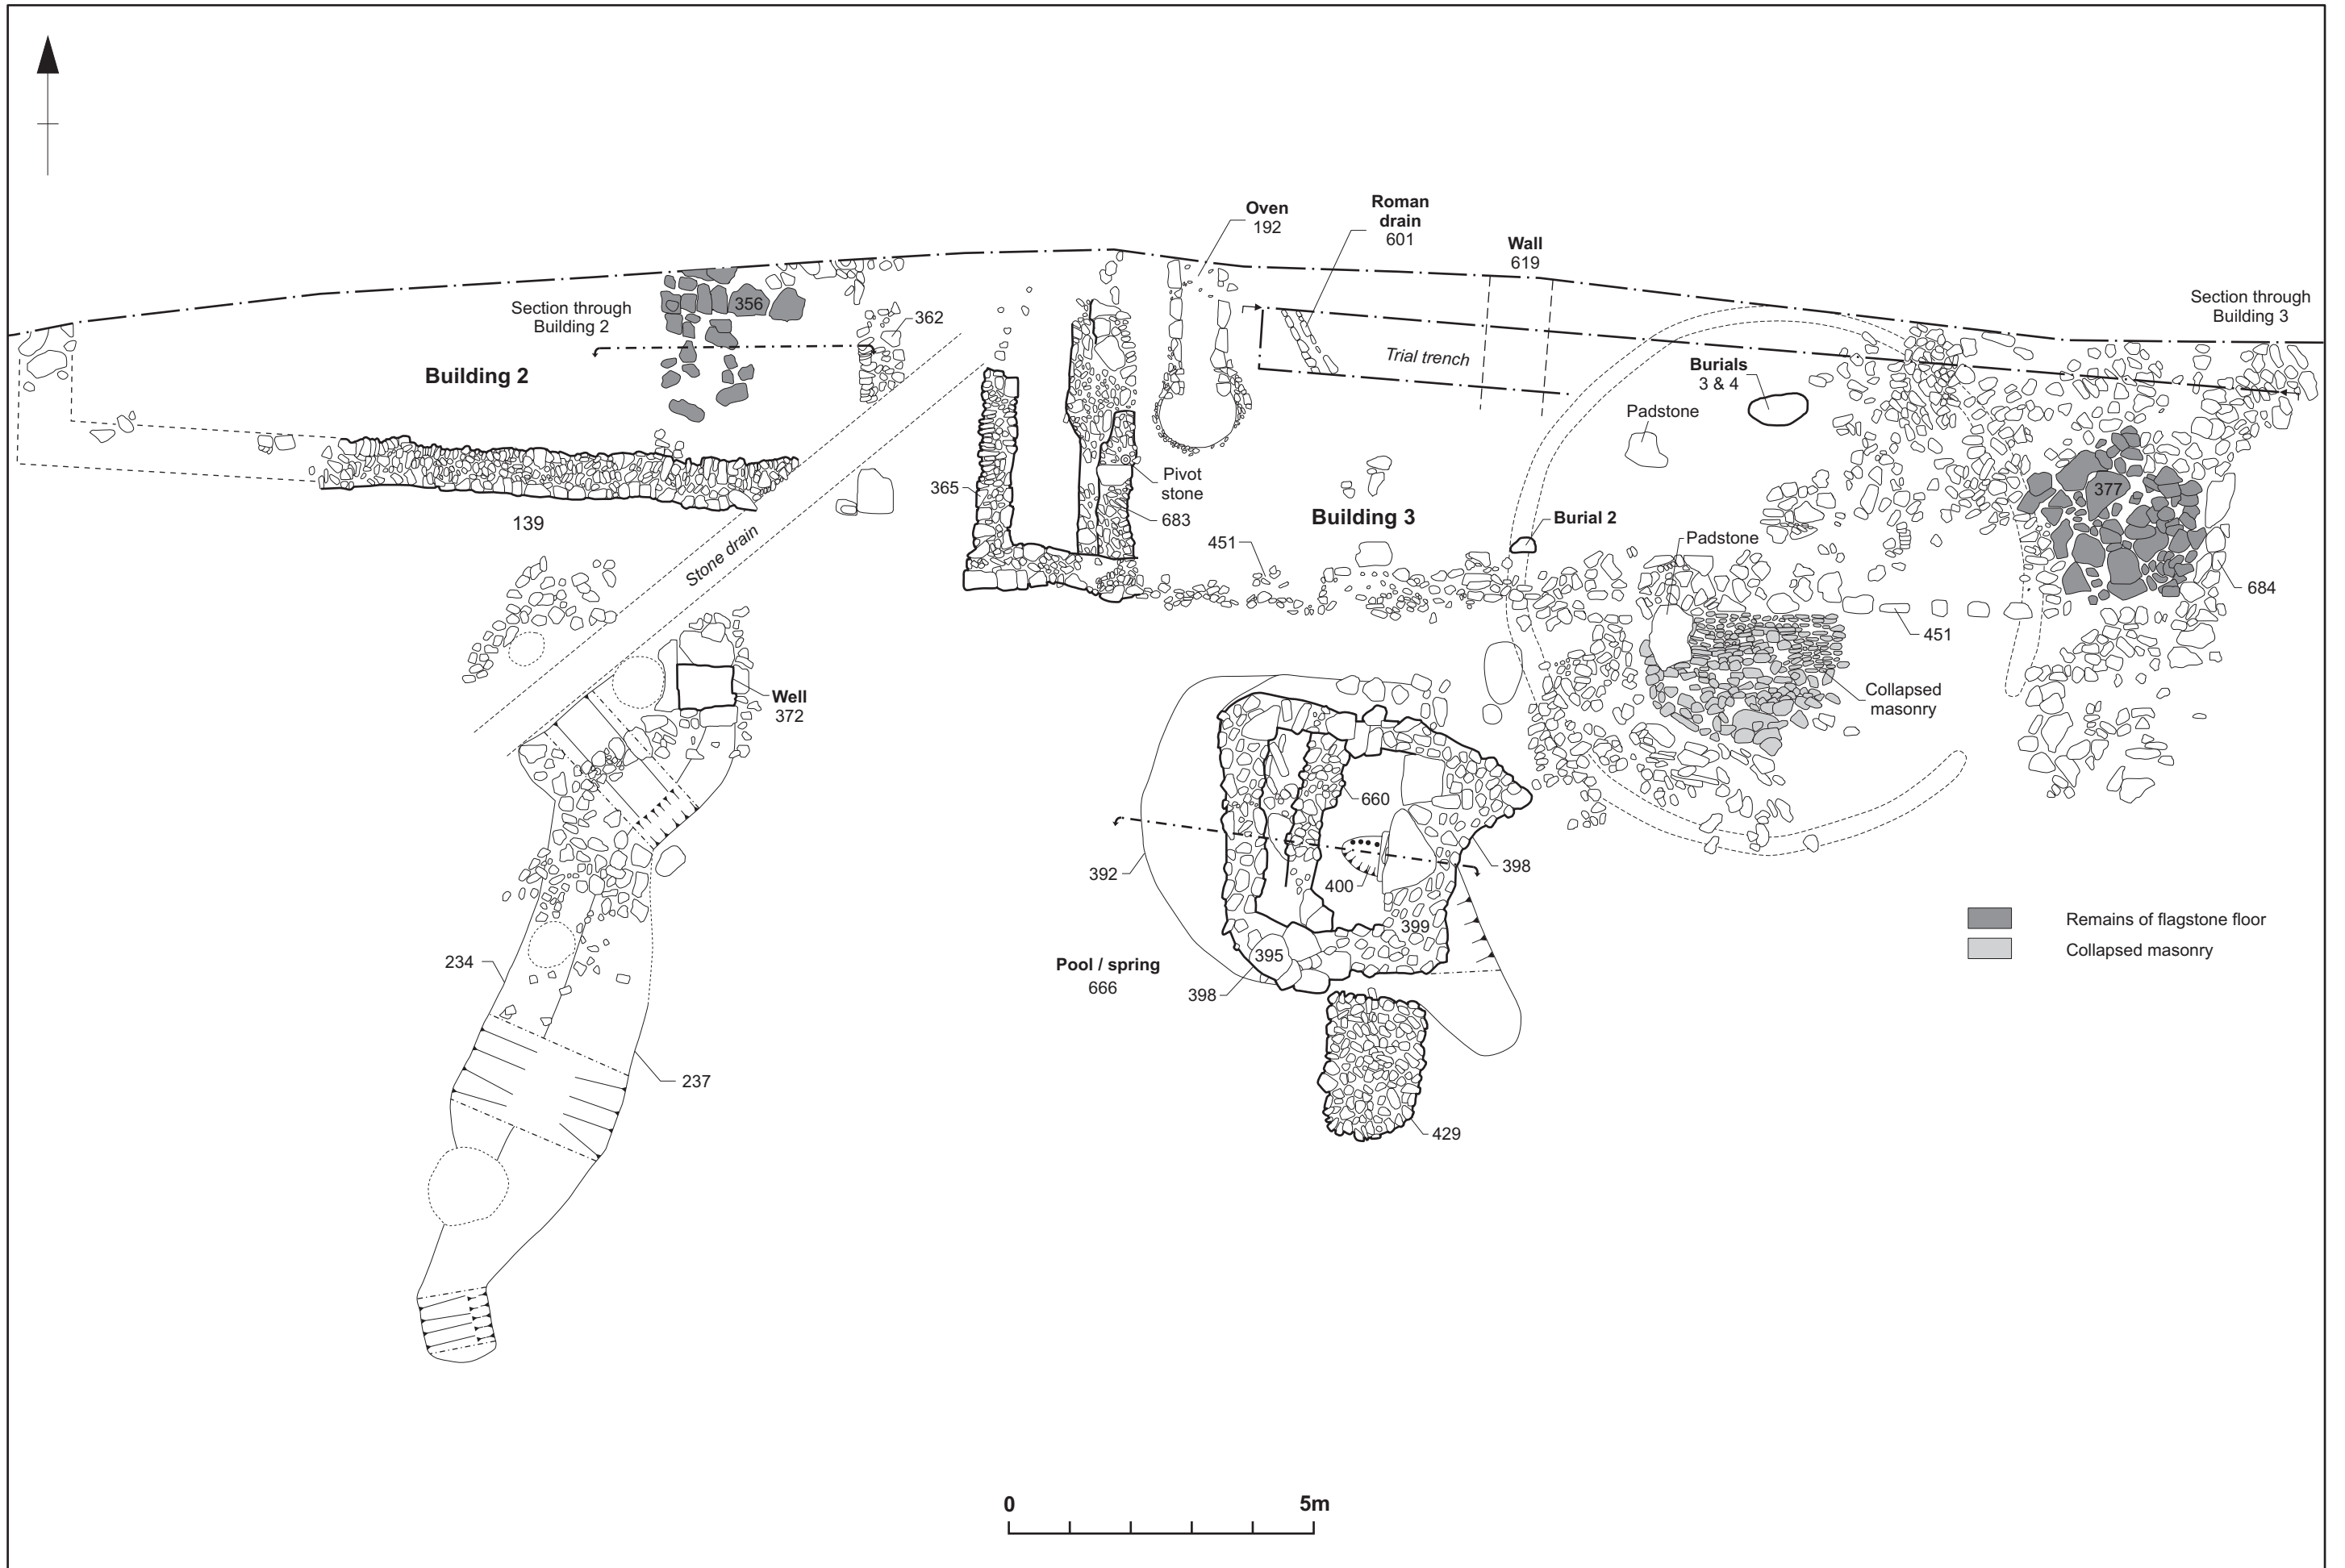 Oven
192
Roman
drain
601
Wall
619
Section through
Building 2
356
362
Building 2
Section through
Building 3
Trial trench
Burials
3 & 4
Padstone
365
Pivot
stone
683
139
Stone drain
Building 3
451
Burial 2
Padstone
377
684
451
Collapsed
masonry
Well
372
660
392
400
398
399
395
Pool / spring
666
398
234
237
429
Remains of flagstone floor
Collapsed masonry
0 5m